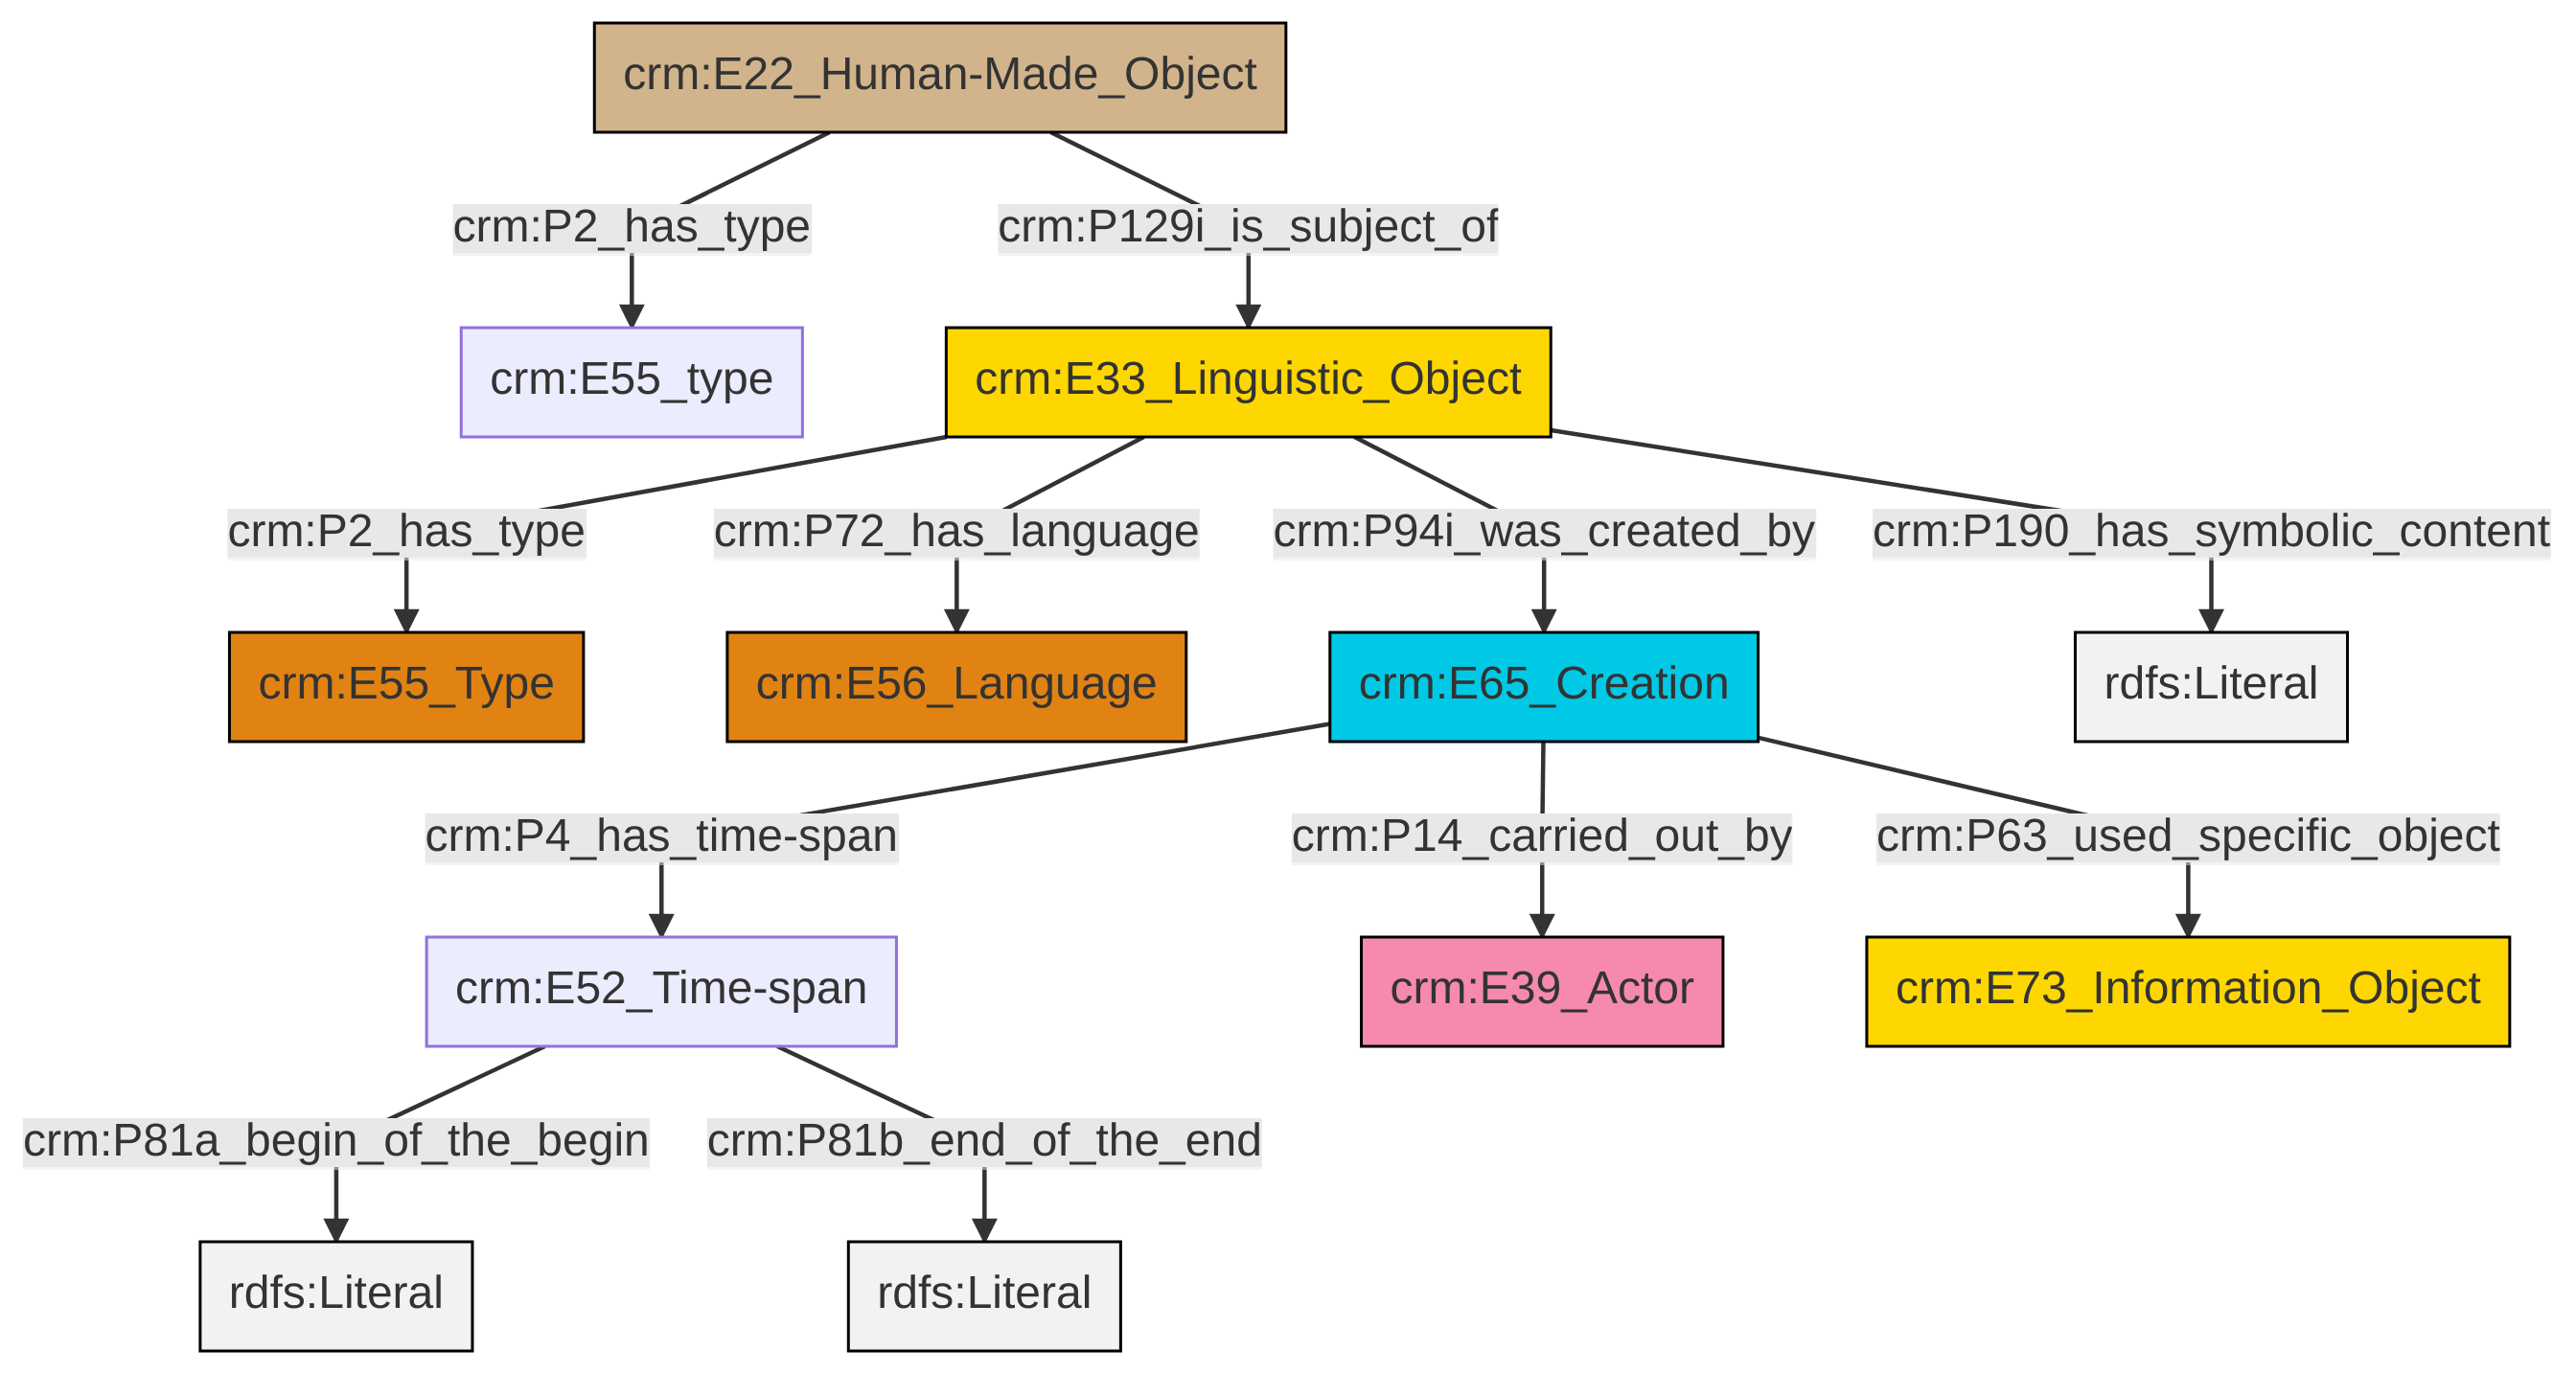 crm:E22_Human-Made_Object
crm:P2_has_type
crm:P129i_is_subject_of
crm:E55_type
crm:E33_Linguistic_Object
crm:P2_has_type
crm:P72_has_language
crm:P94i_was_created_by
crm:P190_has_symbolic_content
crm:E55_Type
crm:E56_Language
crm:E65_Creation
rdfs:Literal
crm:P4_has_time-span
crm:P14_carried_out_by
crm:P63_used_specific_object
crm:E52_Time-span
crm:E39_Actor
crm:E73_Information_Object
crm:P81a_begin_of_the_begin
crm:P81b_end_of_the_end
rdfs:Literal
rdfs:Literal